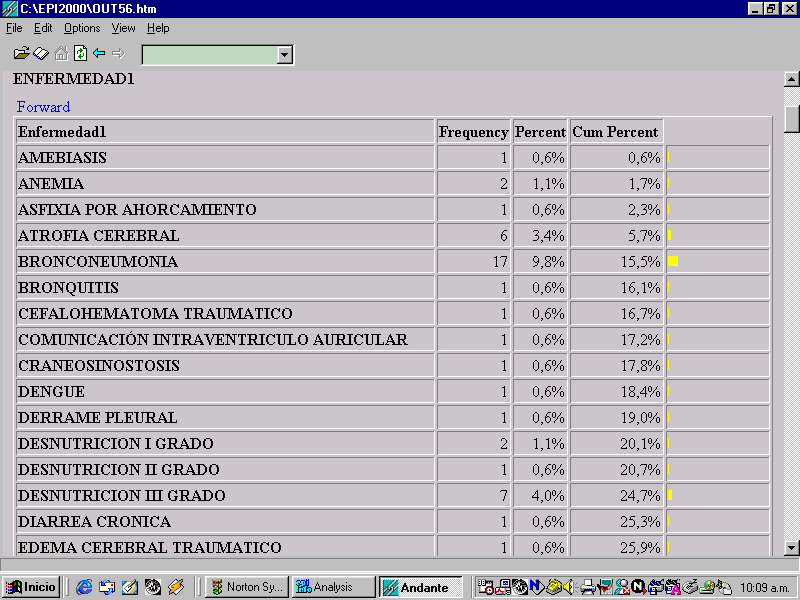 C:\EPI2000\OUT56.htm
File Edit Options View Help
ENFERMEDAD1
Forward
Enfermedad1 Frequency Percent Cum Percent
AMEBIASIS 1 0,6% 0,6%
ANEMIA 2 1,1% 1,7%
ASFIXIA POR AHORCAMIENTO 1 0,6% 2,3%
ATROFIA CEREBRAL 6 3,4% 5,7%
BRONCONEUMONIA 17 9,8% 15,5%
BRONQUITIS 1 0,6% 16,1%
CEFALOHEMATOMA TRAUMATICO 1 0,6% 16,7%
COMUNICACIÓN INTRAVENTRICULO AURICULAR 1 0,6% 17,2%
CRANEOSINOSTOSIS 1 0,6% 17,8%
DENGUE 1 0,6% 18,4%
DERRAME PLEURAL 1 0,6% 19,0%
DESNUTRICION I GRADO 2 1,1% 20,1%
DESNUTRICION II GRADO 1 0,6% 20,7%
DESNUTRICION III GRADO 7 4,0% 24,7%
DIARREA CRONICA 1 0,6% 25,3%
EDEMA CEREBRAL TRAUMATICO 1 0,6% 25,9%
Inicio Norton Sy... Analysis Andante 10:09 a.m.